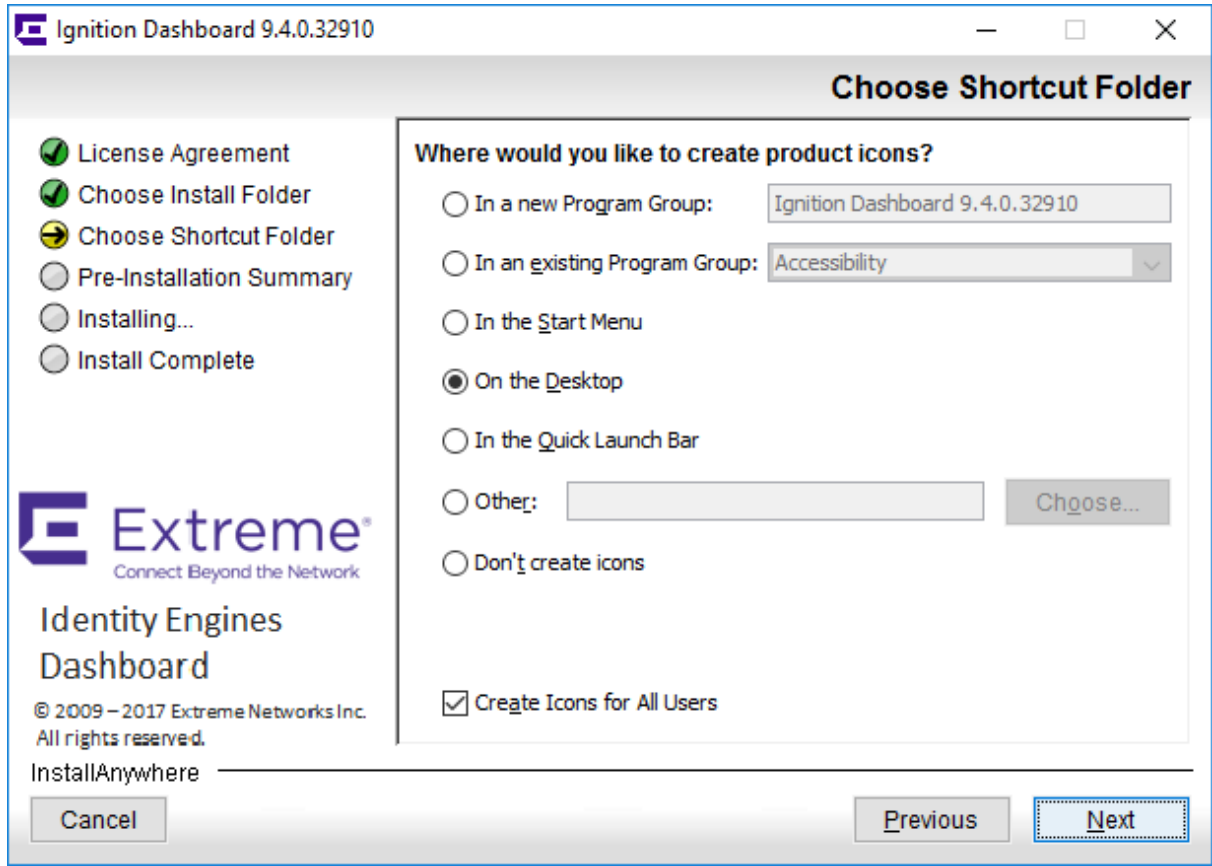 Ignition Dashboard 9.4.0.32910
Choose Shortcut Folder
License Agreement
Choose Install Folder
Choose Shortcut Folder
Pre-Installation Summary
Installing...
Install Complete
Extreme®
Connect Beyond the Network
Identity Engines
Dashboard
© 2009 – 2017 Extreme Networks Inc.
All rights reserved.
Where would you like to create product icons?
In a new Program Group: Ignition Dashboard 9.4.0.32910
In an existing Program Group: Accessibility
In the Start Menu
On the Desktop
In the Quick Launch Bar
Other: Choose...
Don't create icons
Create Icons for All Users
InstallAnywhere
Cancel Previous Next